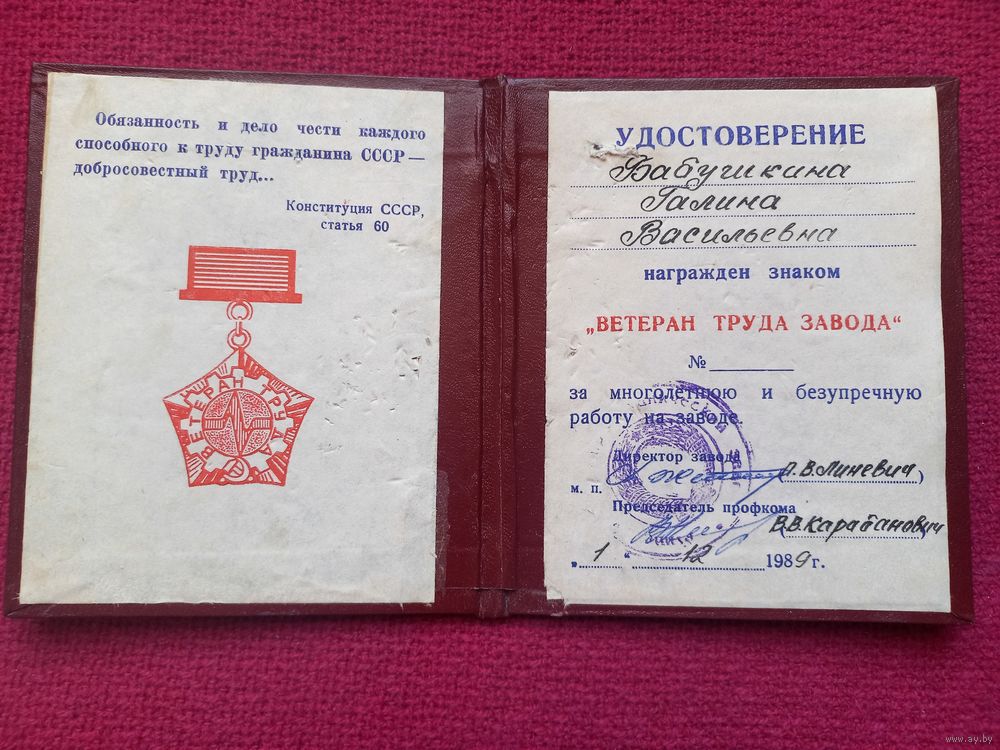 Обязанность и дело чести каждого
способного к труду гражданина СССР —
добросовестный труд...
Конституция СССР,
статья 60
ВЕТЕРАН ТРУДА
УДОСТОВЕРЕНИЕ
Бабушкина
Галина
Васильевна
награжден знаком
„ВЕТЕРАН ТРУДА ЗАВОДА“
№
за многолетнюю и безупречную
работу на заводе.
Директор завода
Л.В.Линевич)
м. п.
Председатель профкома
В.В.Карабанович
„ 1 “ 12 1989 г.
www.ay.by